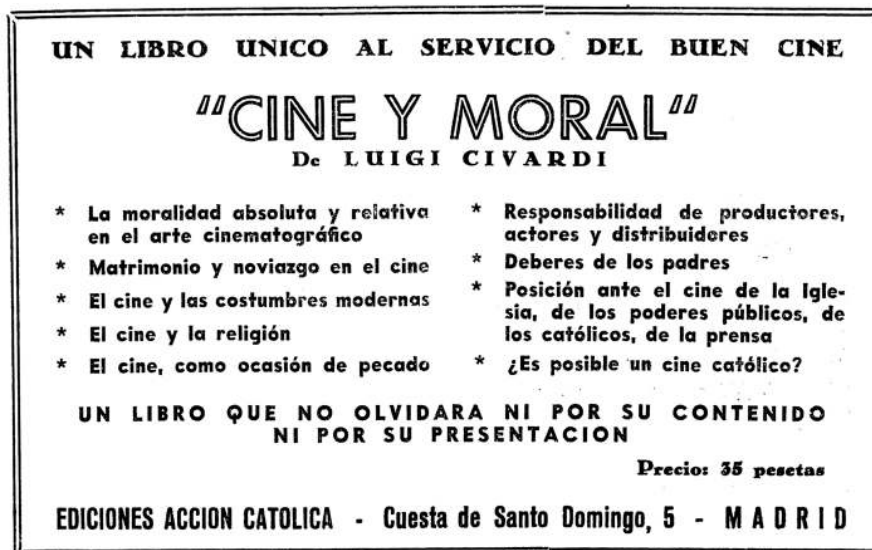 UN LIBRO UNICO AL SERVICIO DEL BUEN CINE
"CINE Y MORAL"
De LUIGI CIVARDI
* La moralidad absoluta y relativa
en el arte cinematográfico
* Matrimonio y noviazgo en el cine
* El cine y las costumbres modernas
* El cine y la religión
* El cine, como ocasión de pecado
* Responsabilidad de productores,
actores y distribuidores
* Deberes de los padres
* Posición ante el cine de la Igle-
sia, de los poderes públicos, de
los católicos, de la prensa
* ¿Es posible un cine católico?
UN LIBRO QUE NO OLVIDARA NI POR SU CONTENIDO
NI POR SU PRESENTACION
Precio: 35 pesetas
EDICIONES ACCION CATOLICA - Cuesta de Santo Domingo, 5 - MADRID